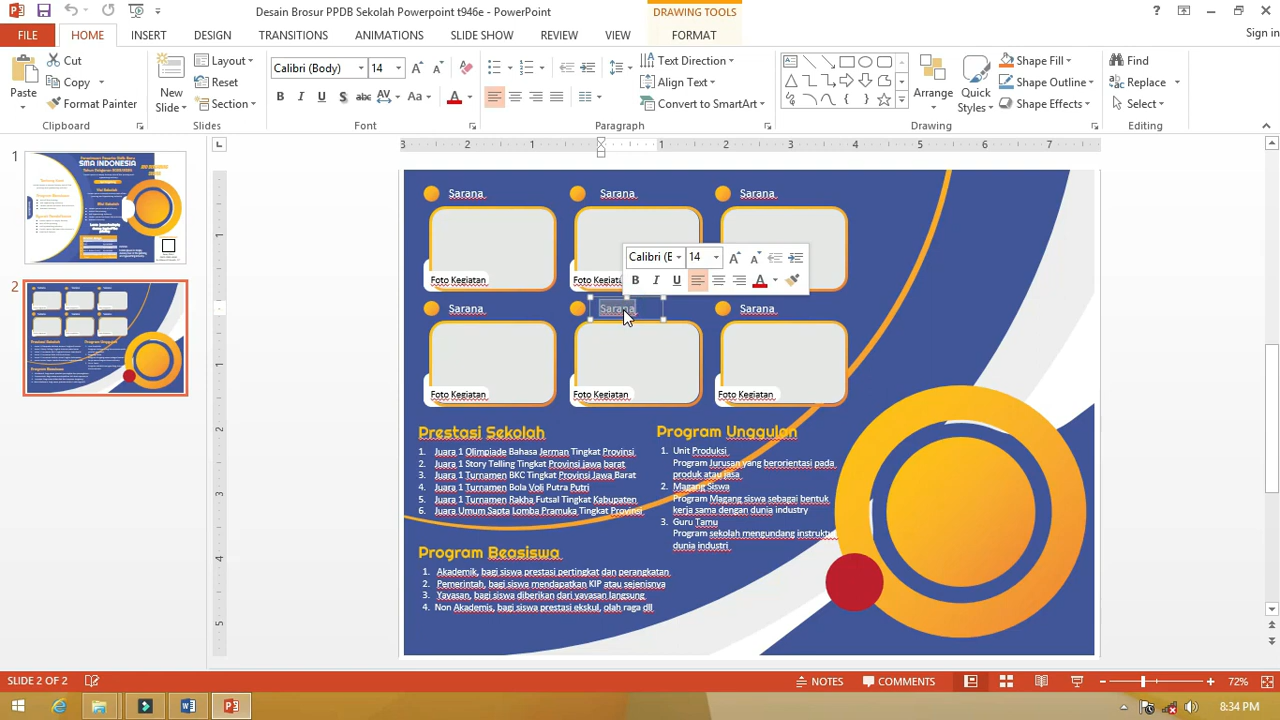 Desain Brosur PPDB Sekolah Powerpoint t946e - PowerPoint
DRAWING TOOLS
FILE HOME INSERT DESIGN TRANSITIONS ANIMATIONS SLIDE SHOW REVIEW VIEW FORMAT
Sign in
Paste
Cut
Copy
Format Painter
Clipboard
New Slide
Layout
Reset
Section
Slides
Calibri (Body) 14
Font
Text Direction
Align Text
Convert to SmartArt
Paragraph
Arrange
Quick Styles
Shape Fill
Shape Outline
Shape Effects
Drawing
Find
Replace
Select
Editing
1
SMA INDONESIA
2
Sarana
Sarana
Sarana
Foto Kegiatan
Calibri (E 14
Sarana
Sarana
Sarana
Foto Kegiatan
Foto Kegiatan
Foto Kegiatan
Prestasi Sekolah
1. Juara 1 Olimpiade Bahasa Jerman Tingkat Provinsi
2. Juara 1 Story Telling Tingkat Provinsi jawa barat
3. Juara 1 Turnamen BKC Tingkat Provinsi Jawa Barat
4. Juara 1 Turnamen Bola Voli Putra Putri
5. Juara 1 Turnamen Rakha Futsal Tingkat Kabupaten
6. Juara Umum Sapta Lomba Pramuka Tingkat Provinsi
Program Unggulan
1. Unit Produksi
Program Jurusan yang berorientasi pada
produk atau jasa
2. Magang Siswa
Program Magang siswa sebagai bentuk
kerja sama dengan dunia industry
3. Guru Tamu
Program sekolah mengundang instruktu
dunia industri
Program Beasiswa
1. Akademik, bagi siswa prestasi pertingkat dan perangkatan
2. Pemerintah, bagi siswa mendapatkan KIP atau sejenisnya
3. Yayasan, bagi siswa diberikan dari yayasan langsung
4. Non Akademis, bagi siswa prestasi ekskul, olah raga dll
SLIDE 2 OF 2
NOTES
COMMENTS
72%
8:34 PM